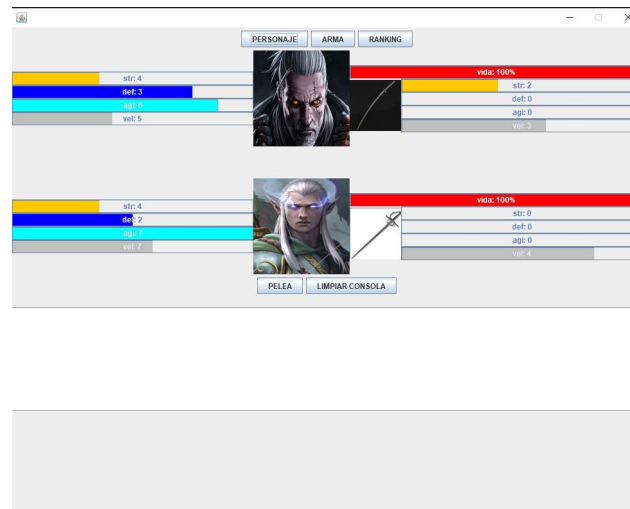 PERSONAJE ARMA RANKING
vida: 100%
str: 4
def: 3
agi: 6
vel: 5
str: 2
def: 0
agi: 0
vel: 3
vida: 100%
str: 4
def: 2
agi: 7
vel: 7
str: 0
def: 0
agi: 0
vel: 4
PELEA LIMPIAR CONSOLA